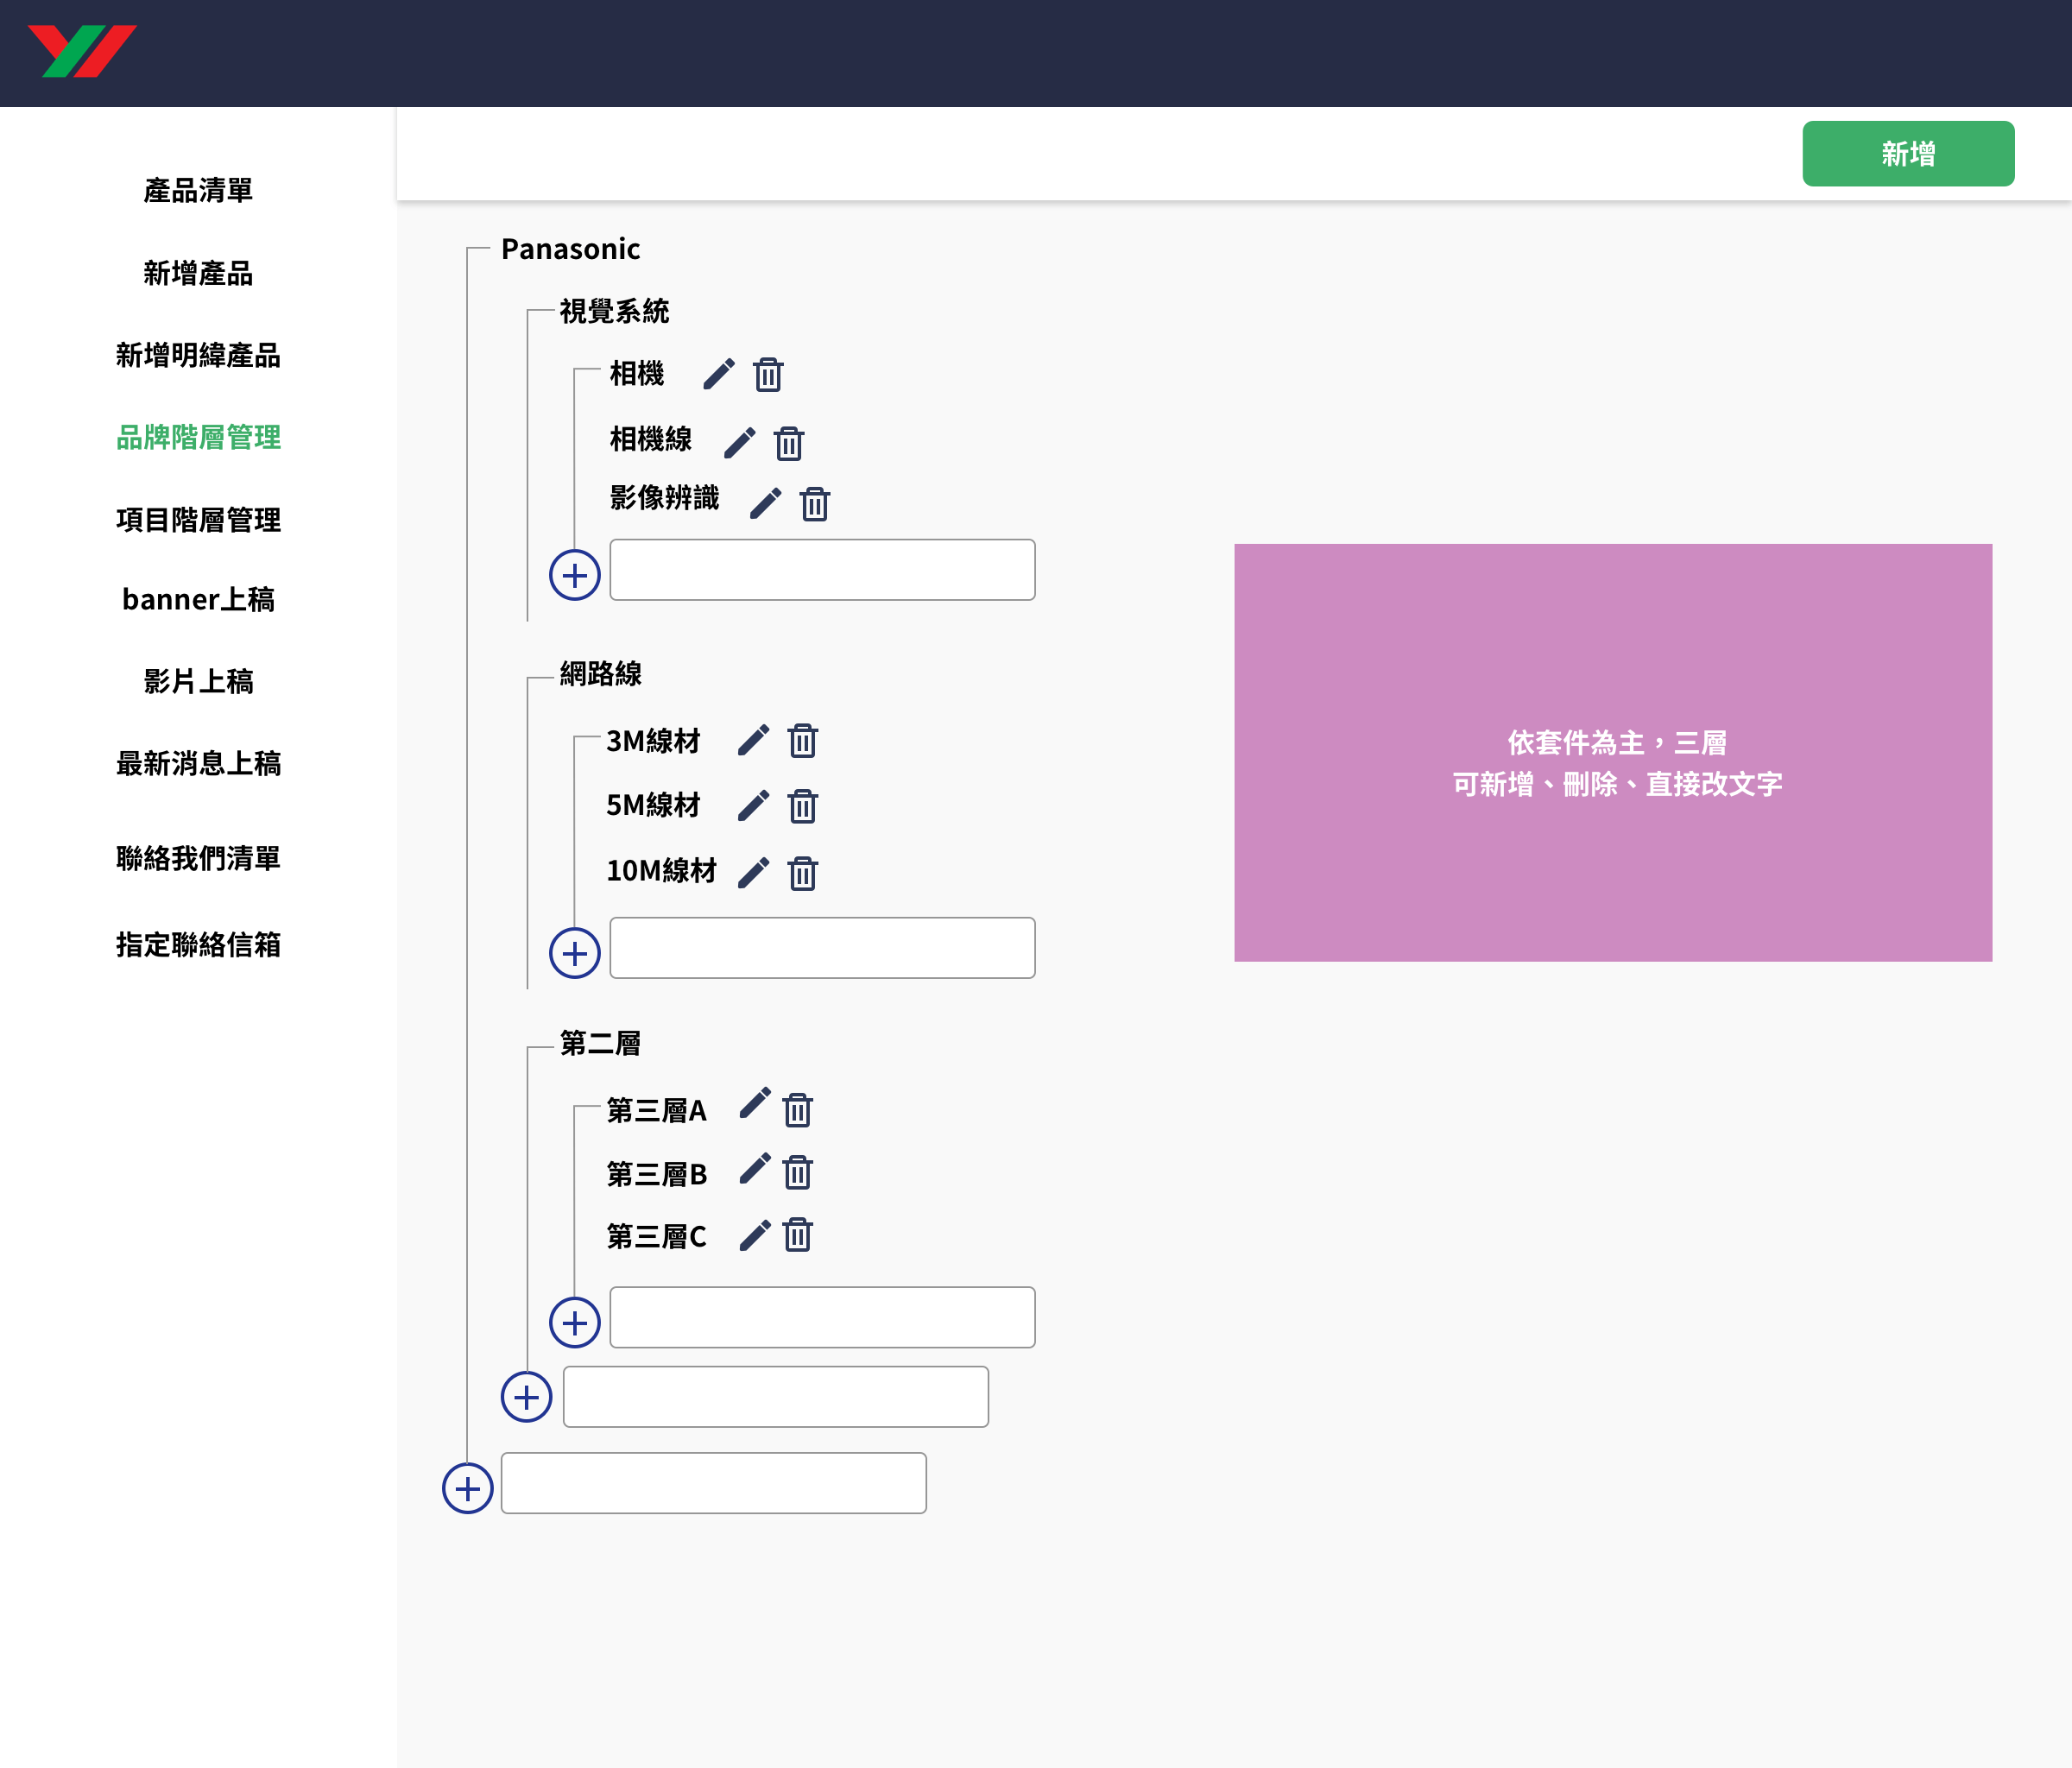 新增
產品清單
新增產品
新增明緯產品
品牌階層管理
項目階層管理
banner上稿
影片上稿
最新消息上稿
聯絡我們清單
指定聯絡信箱
Panasonic
視覺系統
相機
相機線
影像辨識
網路線
3M線材
5M線材
10M線材
第二層
第三層A
第三層B
第三層C
依套件為主，三層
可新增、刪除、直接改文字